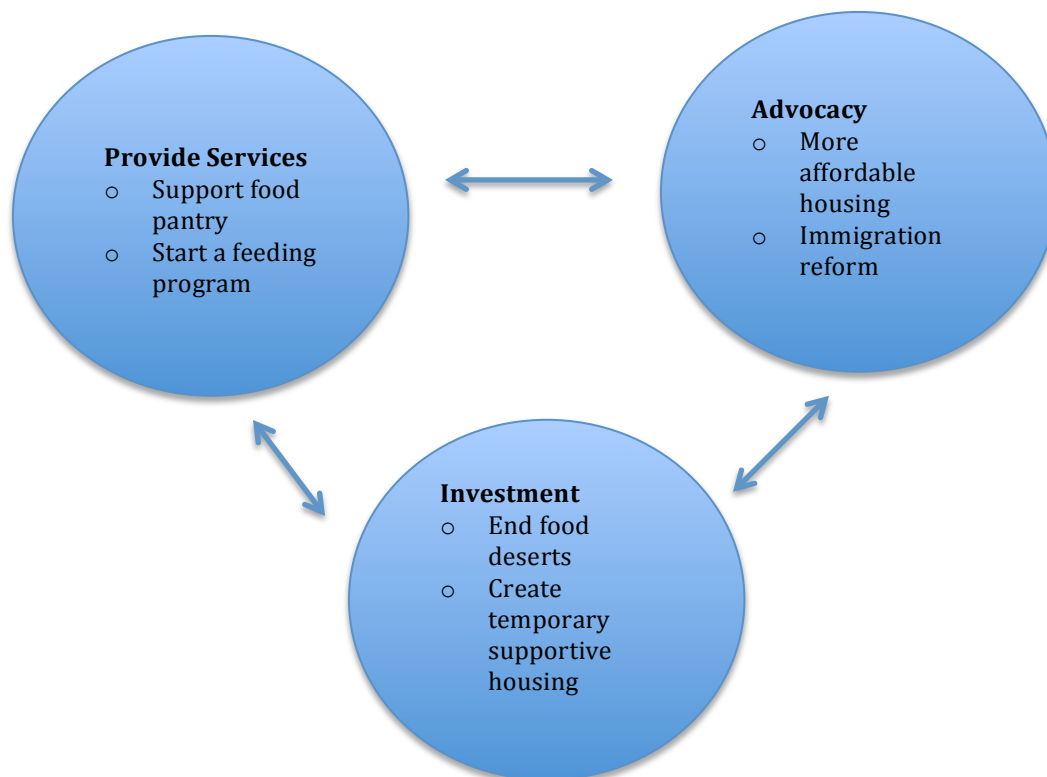 Provide Services
o Support food
pantry
o Start a feeding
program
Advocacy
o More
affordable
housing
o Immigration
reform
Investment
o End food
deserts
o Create
temporary
supportive
housing